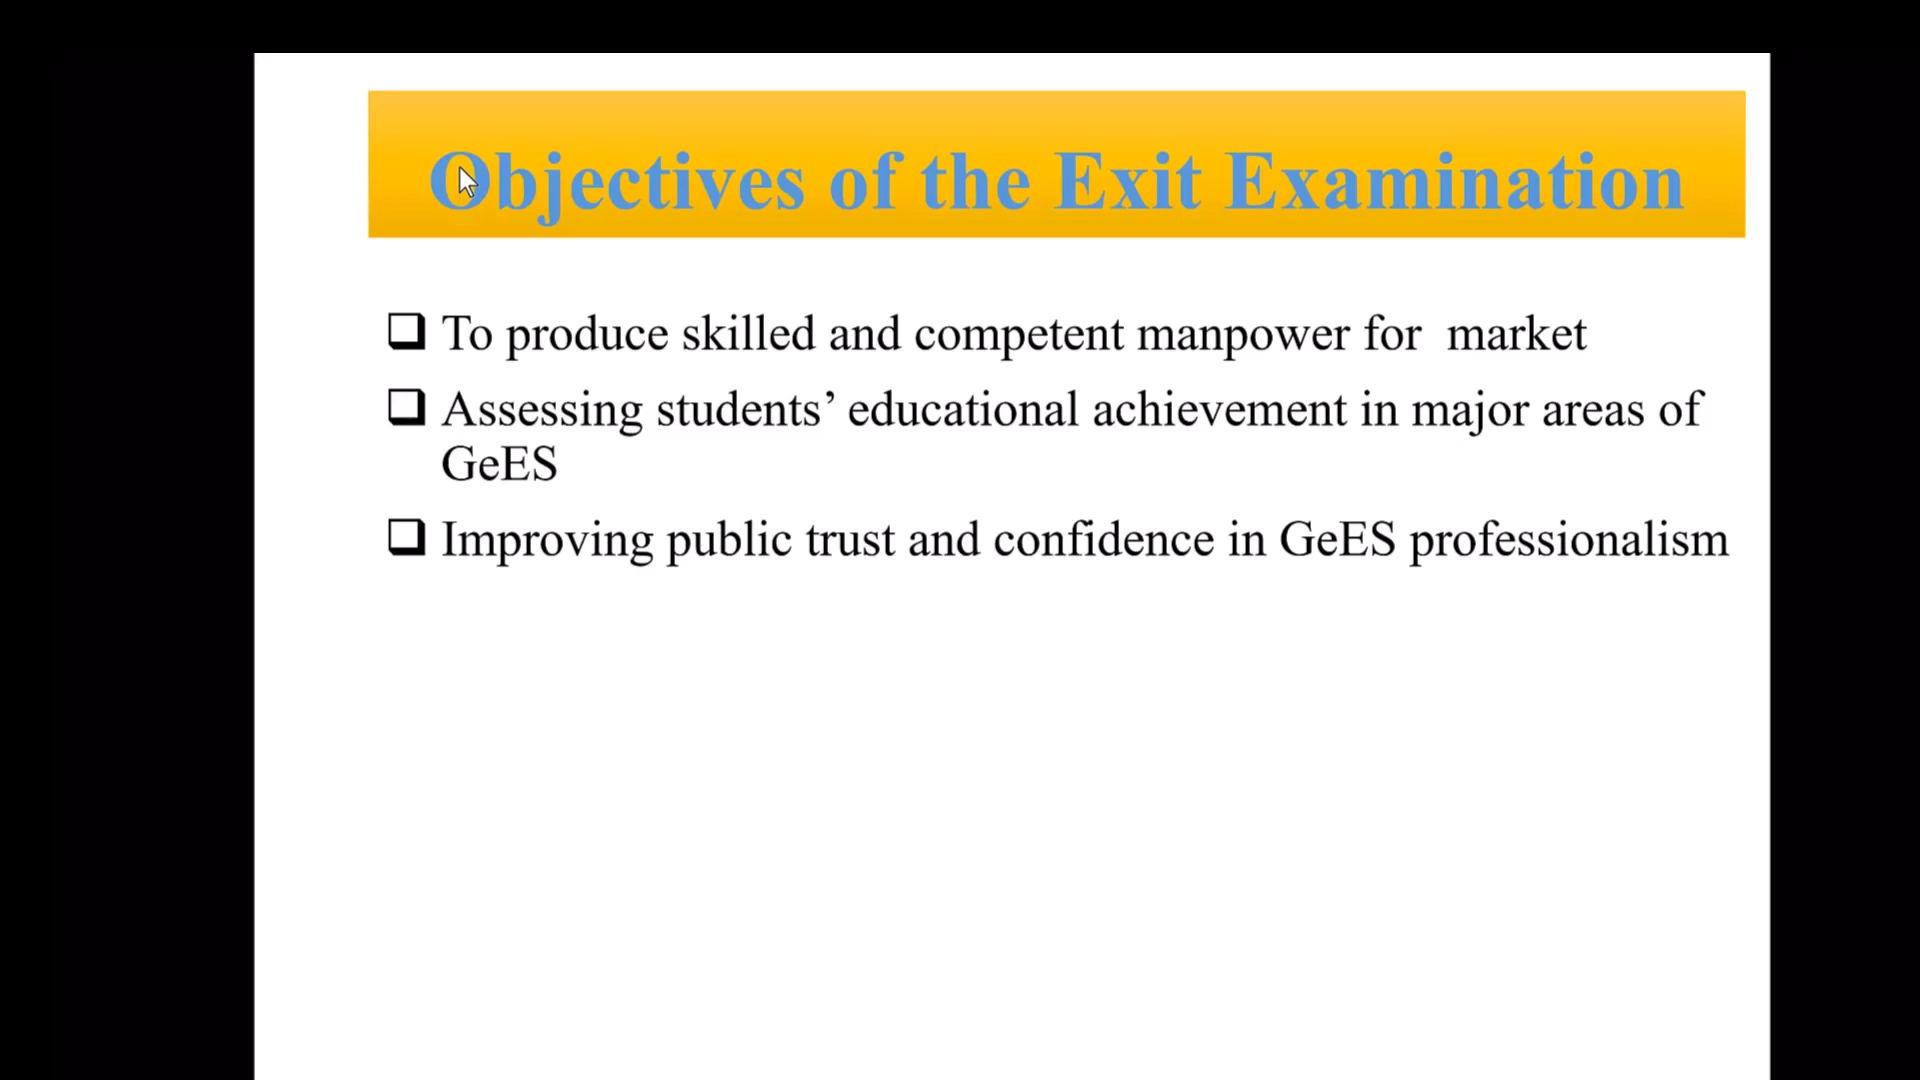 Objectives of the Exit Examination
❑ To produce skilled and competent manpower for  market
❑ Assessing students’ educational achievement in major areas of
GeES
❑ Improving public trust and confidence in GeES professionalism